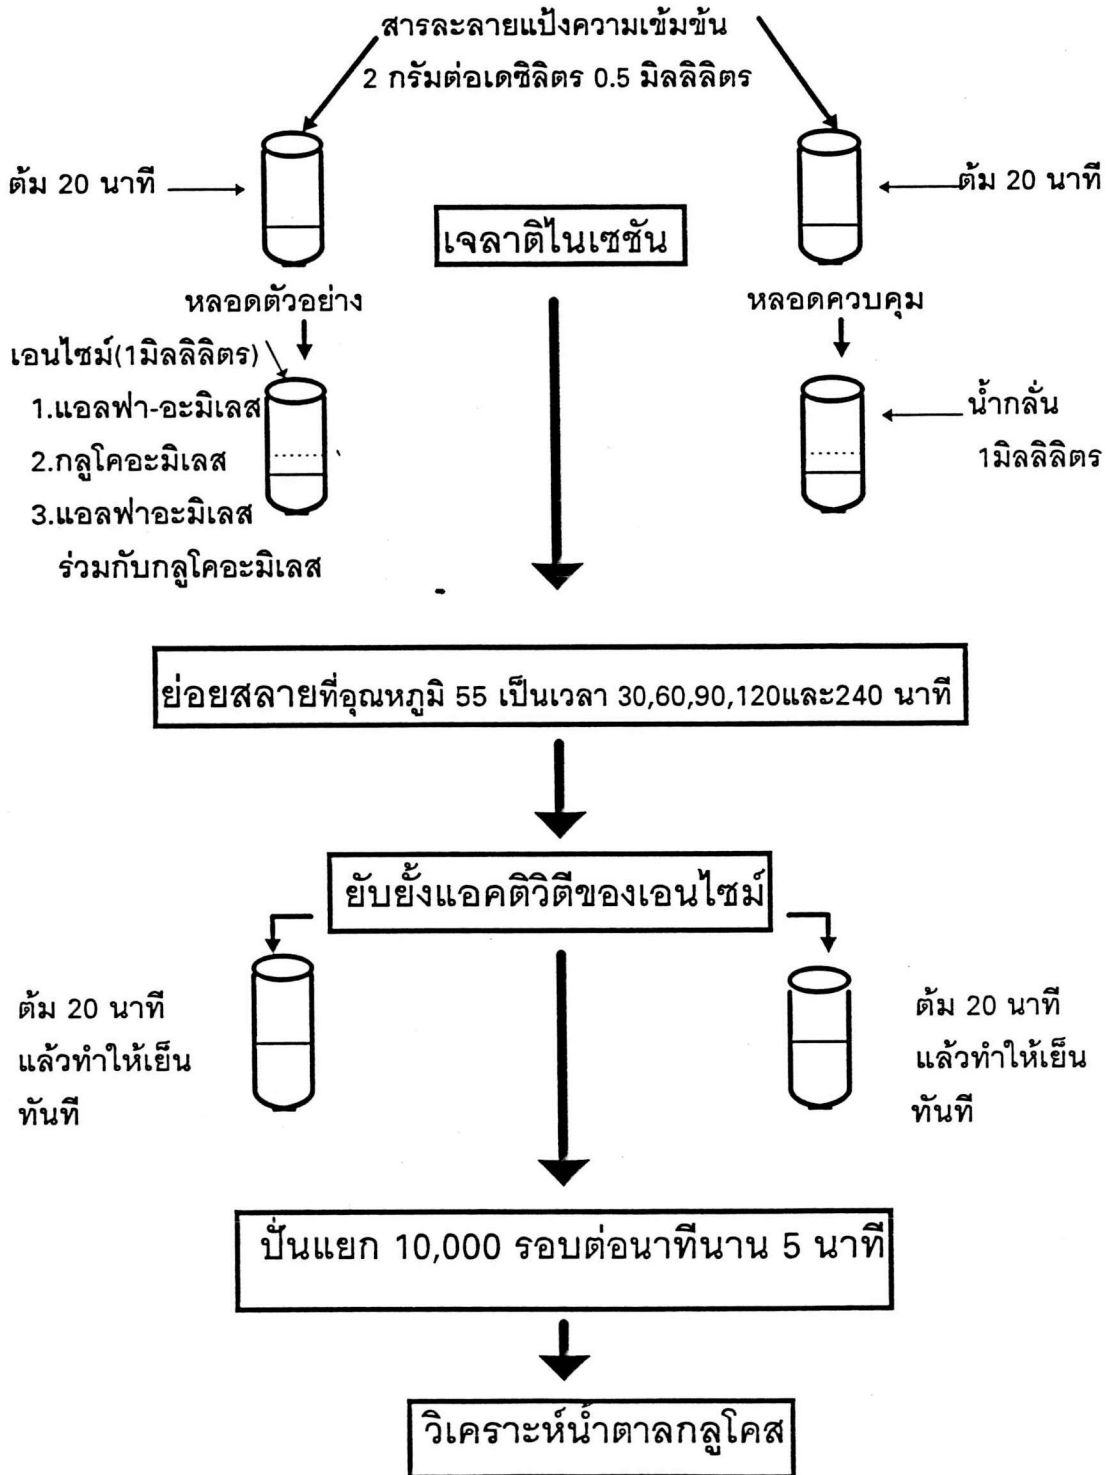 สารละลายแป้งความเข้มข้น
2 กรัมต่อเดซิลิตร 0.5 มิลลิลิตร
ต้ม 20 นาที
ต้ม 20 นาที
เจลาติไนเซชัน
หลอดตัวอย่าง
หลอดควบคุม
เอนไซม์(1มิลลิลิตร)
1.แอลฟา-อะมิเลส
2.กลูโคอะมิเลส
3.แอลฟาอะมิเลส
ร่วมกับกลูโคอะมิเลส
น้ำกลั่น
1มิลลิลิตร
ย่อยสลายที่อุณหภูมิ 55 เป็นเวลา 30,60,90,120และ240 นาที
ยับยั้งแอคติวิตีของเอนไซม์
ต้ม 20 นาที
แล้วทำให้เย็น
ทันที
ต้ม 20 นาที
แล้วทำให้เย็น
ทันที
ปั่นแยก 10,000 รอบต่อนาทีนาน 5 นาที
วิเคราะห์น้ำตาลกลูโคส